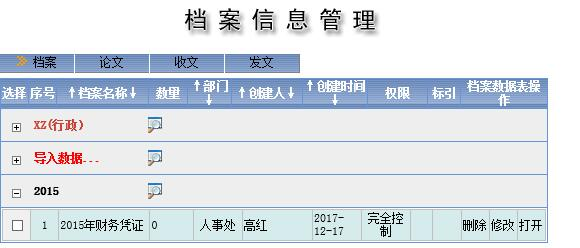 档案信息管理
档案 论文 收文 发文
选择 序号 ↑档案名称↓ 数量 ↑部门↓ ↑创建人↓ ↑创建时间↓ 权限 标引 档案数据表操作
XZ(行政)
导入数据...
2015
1 2015年财务凭证 0 人事处 高红 2017-12-17 完全控制 删除 修改 打开